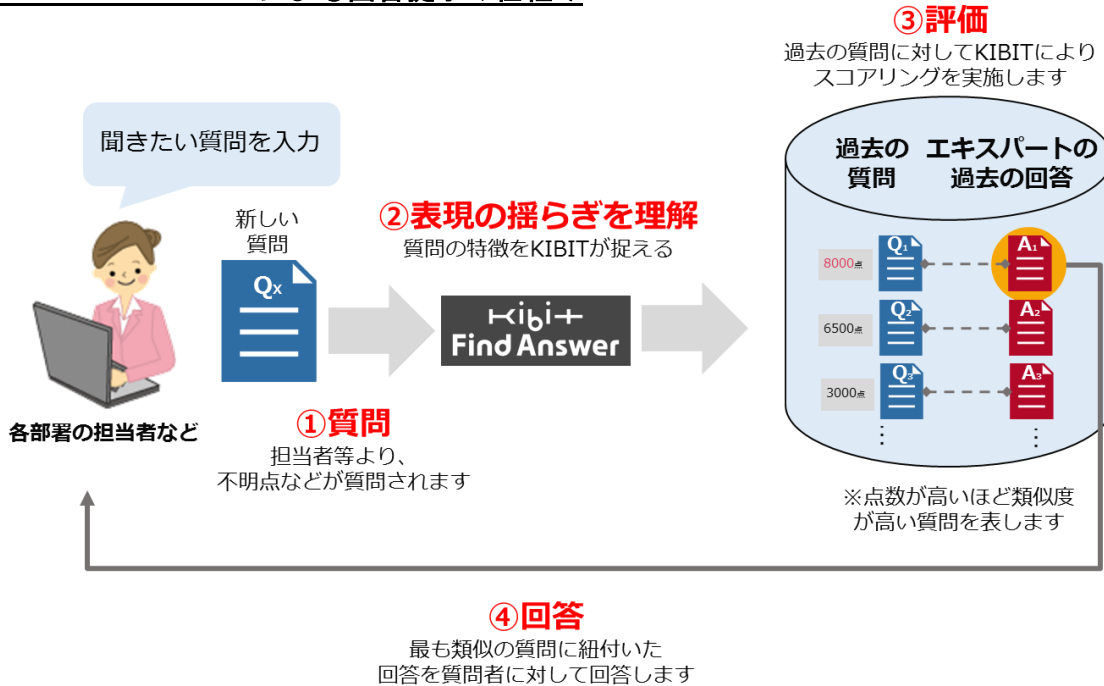 ③評価
過去の質問に対してKIBITにより
スコアリングを実施します
聞きたい質問を入力
過去の エキスパートの
質問 過去の回答
新しい
質問
Qx
②表現の揺らぎを理解
質問の特徴をKIBITが捉える
kibit
Find Answer
8000点 Q₁ A₁
6500点 Q₂ A₂
3000点 Q₃ A₃
⋮ ⋮
各部署の担当者など
①質問
担当者等より、
不明点などが質問されます
※点数が高いほど類似度
が高い質問を表します
④回答
最も類似の質問に紐付いた
回答を質問者に対して回答します